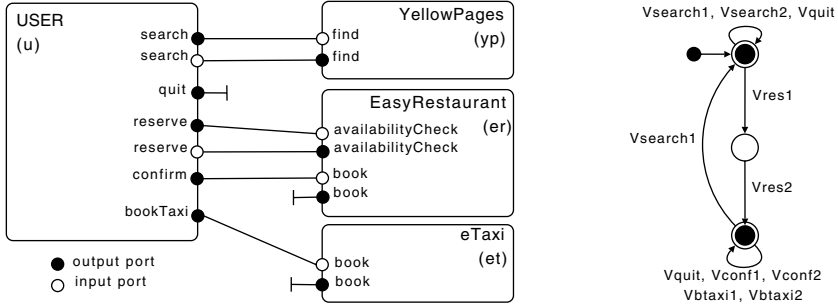 USER
(u)
search
search
quit
reserve
reserve
confirm
bookTaxi
YellowPages
(yp)
find
find
EasyRestaurant
(er)
availabilityCheck
availabilityCheck
book
book
eTaxi
(et)
book
book
output port
input port
Vsearch1, Vsearch2, Vquit
Vres1
Vsearch1
Vres2
Vquit, Vconf1, Vconf2
Vbtaxi1, Vbtaxi2